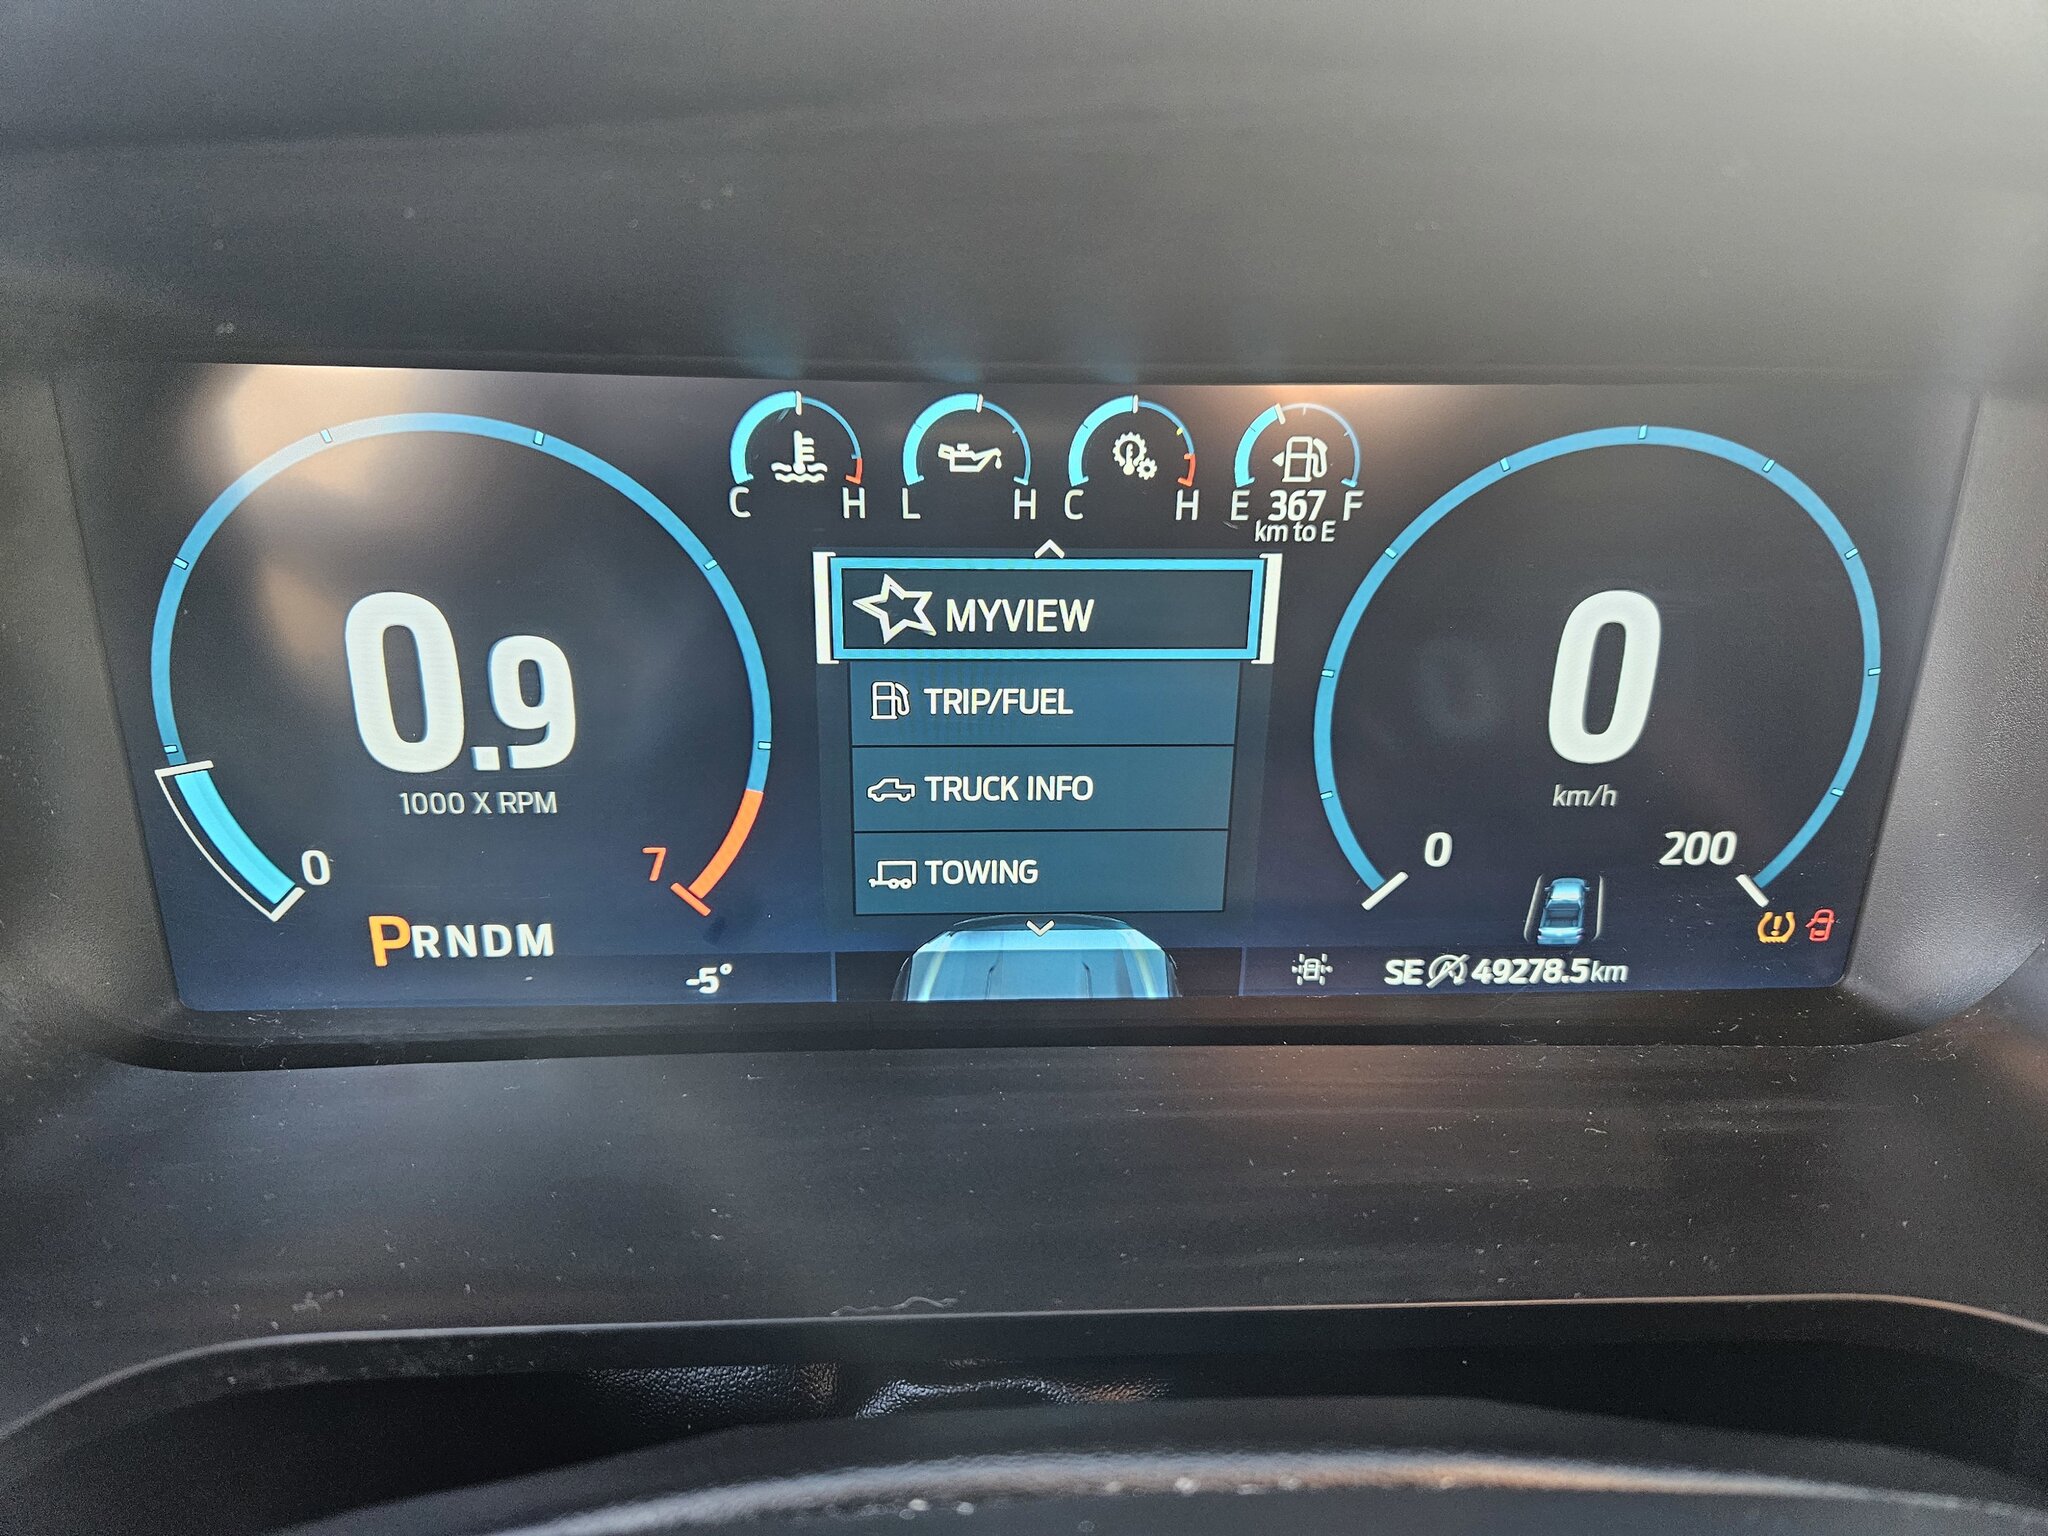 C H L H C H E 367 F
km to E
MYVIEW
TRIP/FUEL
TRUCK INFO
TOWING
0.9
1000 X RPM
0 7
PRNDM
-5°
0
km/h
0 200
SE A 49278.5km